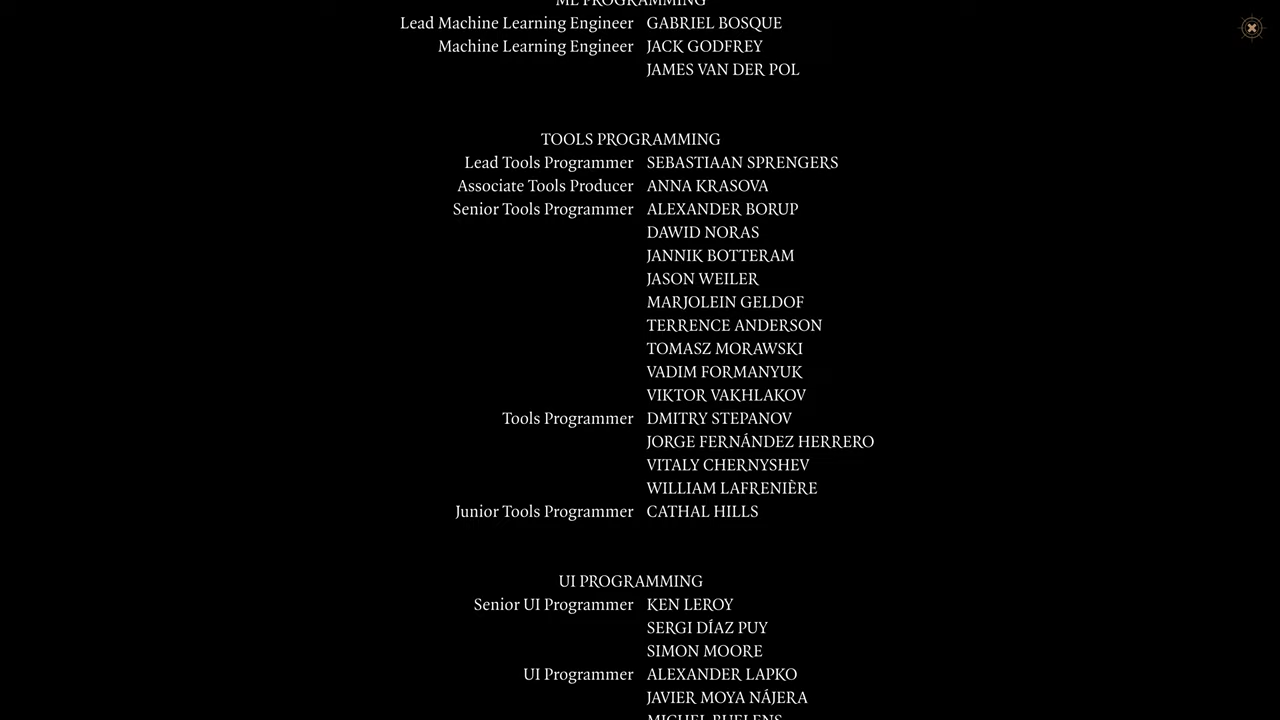 ML PROGRAMMING
Lead Machine Learning Engineer GABRIEL BOSQUE
Machine Learning Engineer JACK GODFREY
JAMES VAN DER POL
TOOLS PROGRAMMING
Lead Tools Programmer SEBASTIAAN SPRENGERS
Associate Tools Producer ANNA KRASOVA
Senior Tools Programmer ALEXANDER BORUP
DAWID NORAS
JANNIK BOTTERAM
JASON WEILER
MARJOLEIN GELDOF
TERRENCE ANDERSON
TOMASZ MORAWSKI
VADIM FORMANYUK
VIKTOR VAKHLAKOV
Tools Programmer DMITRY STEPANOV
JORGE FERNÁNDEZ HERRERO
VITALY CHERNYSHEV
WILLIAM LAFRENIÈRE
Junior Tools Programmer CATHAL HILLS
UI PROGRAMMING
Senior UI Programmer KEN LEROY
SERGI DÍAZ PUY
SIMON MOORE
UI Programmer ALEXANDER LAPKO
JAVIER MOYA NÁJERA
MICHEL